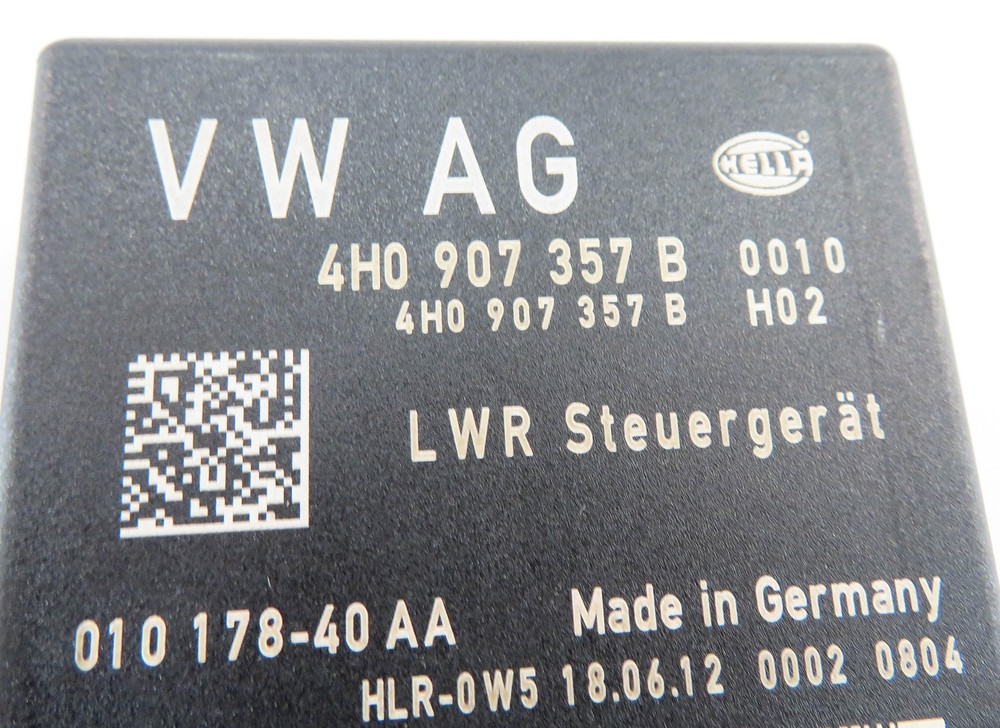 VW AG
HELLA
4H0 907 357 B 0010
4H0 907 357 B H02
LWR Steuergerät
010 178-40 AA
Made in Germany
HLR-0W5 18.06.12 0002 0804